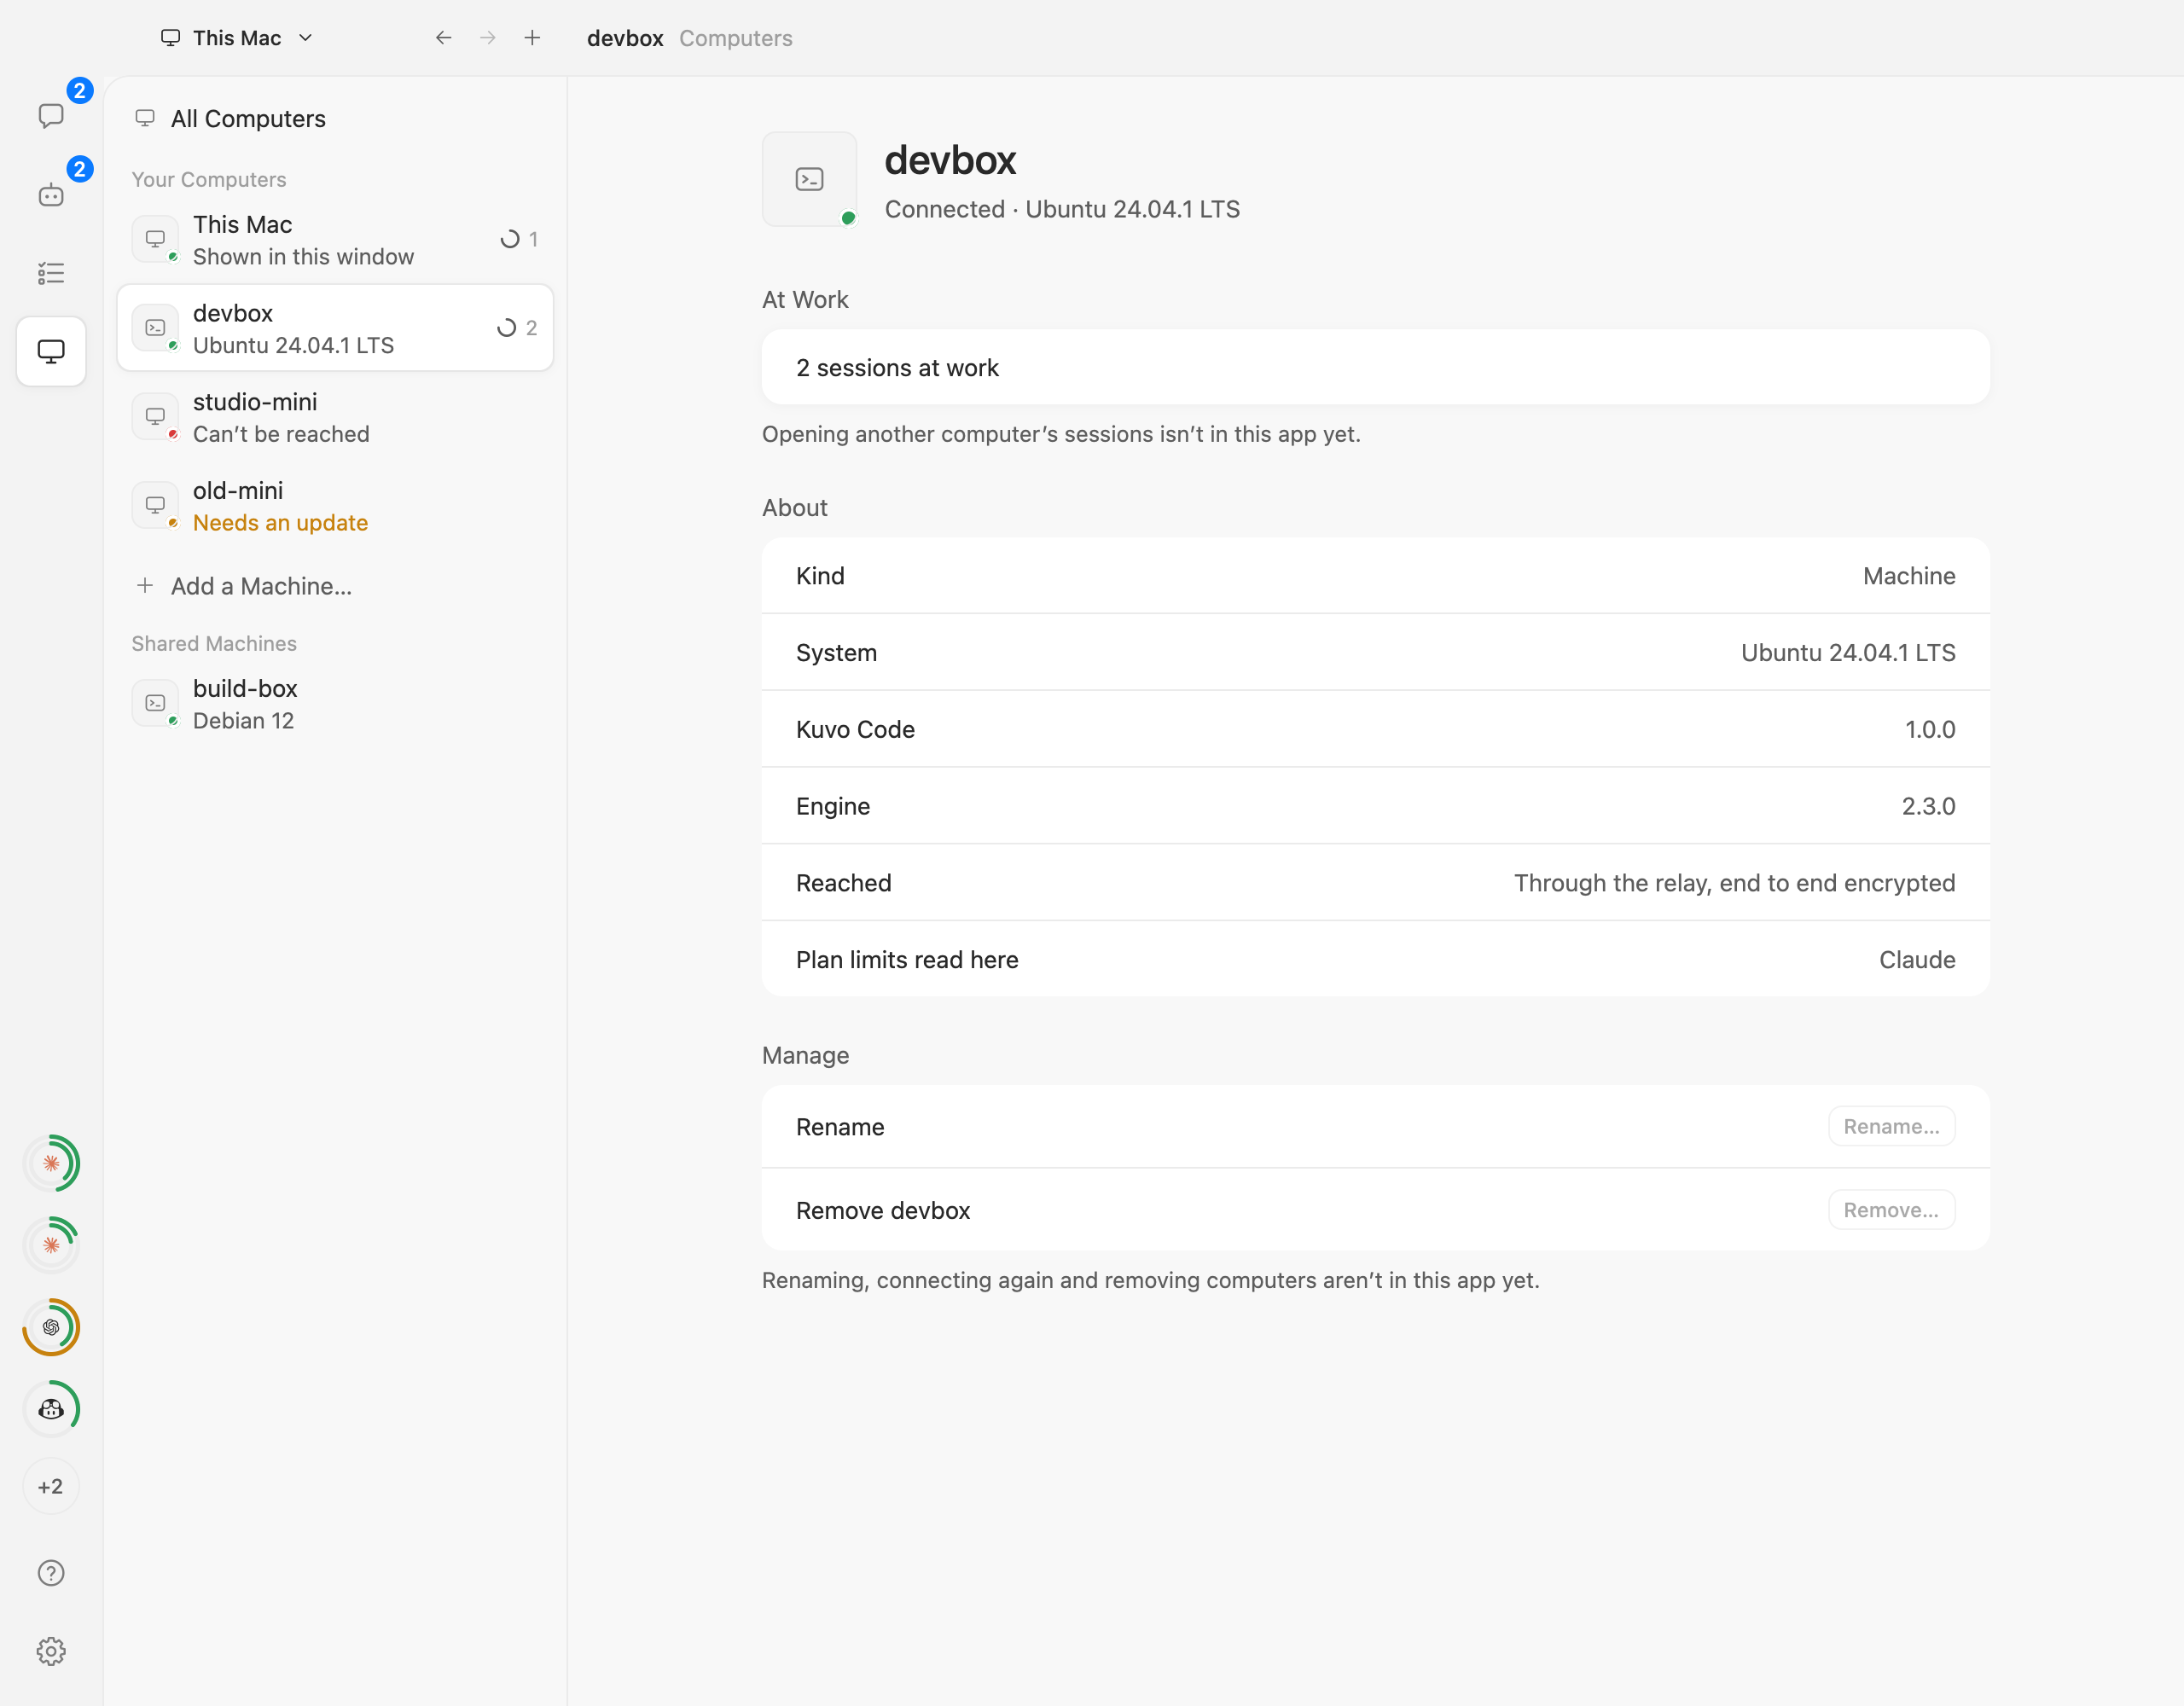 This Mac
devbox Computers
2
2
All Computers
Your Computers
This Mac
Shown in this window
1
devbox
Ubuntu 24.04.1 LTS
2
studio-mini
Can’t be reached
old-mini
Needs an update
Add a Machine...
Shared Machines
build-box
Debian 12
+2
devbox
Connected · Ubuntu 24.04.1 LTS
At Work
2 sessions at work
Opening another computer’s sessions isn’t in this app yet.
About
Kind Machine
System Ubuntu 24.04.1 LTS
Kuvo Code 1.0.0
Engine 2.3.0
Reached Through the relay, end to end encrypted
Plan limits read here Claude
Manage
Rename Rename...
Remove devbox Remove...
Renaming, connecting again and removing computers aren’t in this app yet.